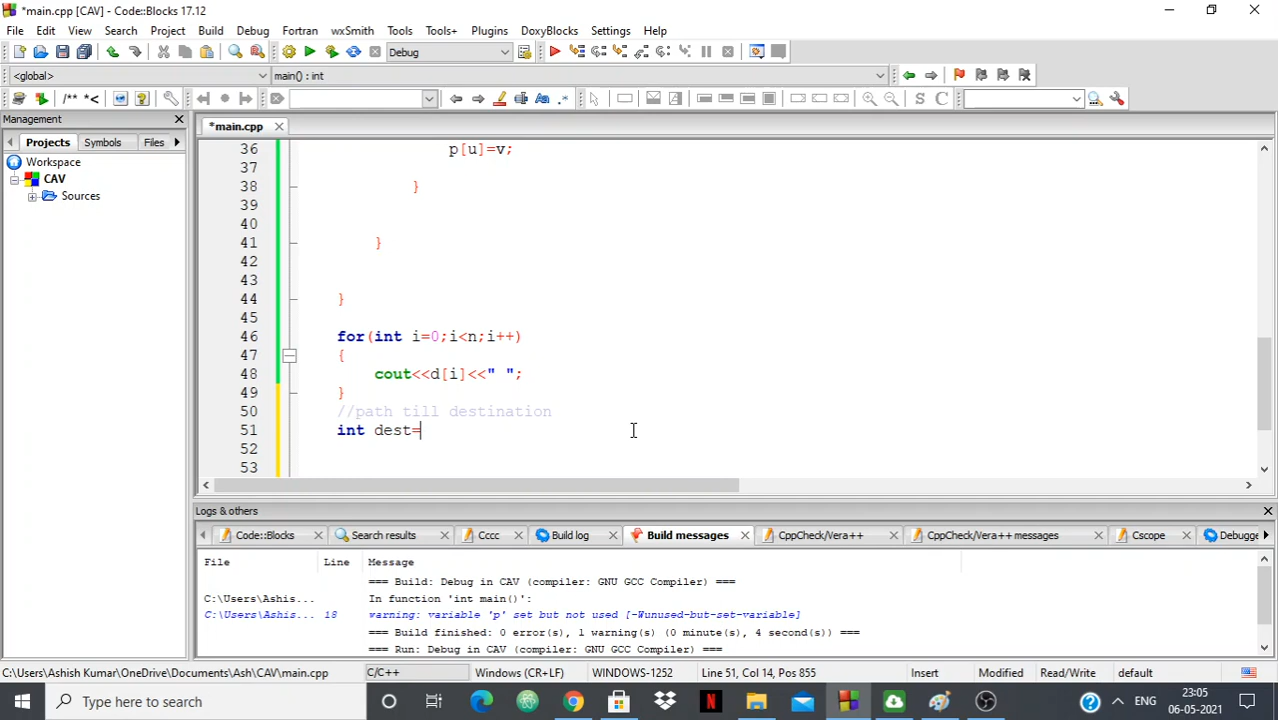 *main.cpp [CAV] - Code::Blocks 17.12
File Edit View Search Project Build Debug Fortran wxSmith Tools Tools+ Plugins DoxyBlocks Settings Help
Debug
<global> main() : int
/** *<
S C
Management
Projects Symbols Files
*main.cpp
Workspace
CAV
Sources
36 p[u]=v;
37
38 }
39
40
41 }
42
43
44 }
45
46 for(int i=0;i<n;i++)
47 {
48 cout<<d[i]<<" ";
49 }
50 //path till destination
51 int dest=
52
53
Logs & others
Code::Blocks Search results Cccc Build log Build messages CppCheck/Vera++ CppCheck/Vera++ messages Cscope Debugge
File Line Message
=== Build: Debug in CAV (compiler: GNU GCC Compiler) ===
C:\Users\Ashis... In function 'int main()':
C:\Users\Ashis... 18 warning: variable 'p' set but not used [-Wunused-but-set-variable]
=== Build finished: 0 error(s), 1 warning(s) (0 minute(s), 4 second(s)) ===
=== Run: Debug in CAV (compiler: GNU GCC Compiler) ===
C:\Users\Ashish Kumar\OneDrive\Documents\Ash\CAV\main.cpp C/C++ Windows (CR+LF) WINDOWS-1252 Line 51, Col 14, Pos 855 Insert Modified Read/Write default
Type here to search
ENG
23:05
06-05-2021